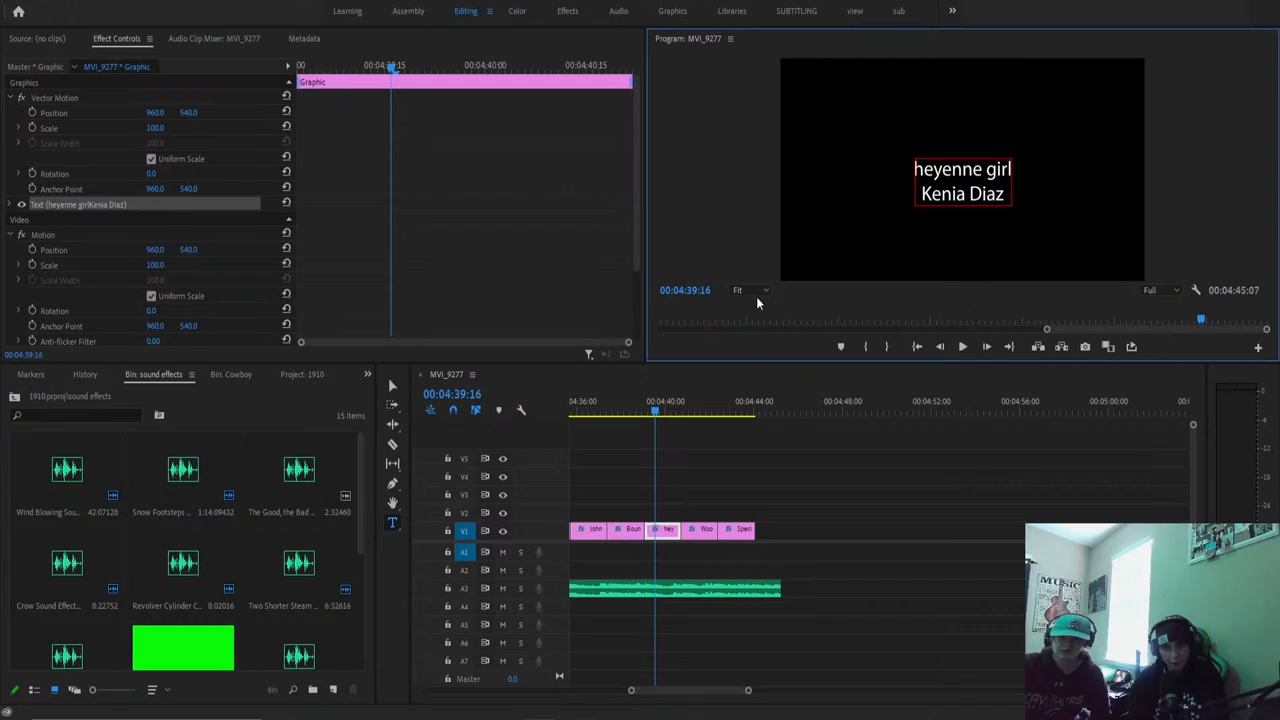 Learning
Assembly
Editing
Color
Effects
Audio
Graphics
Libraries
SUBTITLING
view
sub
Source: (no clips)
Effect Controls
Audio Clip Mixer: MVI_9277
Metadata
Program: MVI_9277
Master * Graphic
MVI_9277 * Graphic
:00
00:04:39:15
00:04:40:00
00:04:40:15
Graphics
Graphic
fx Vector Motion
Position 960.0 540.0
Scale 100.0
Scale Width 100.0
Uniform Scale
Rotation 0.0
Anchor Point 960.0 540.0
Text (heyenne girlKenia Diaz)
Video
fx Motion
Position 960.0 540.0
Scale 100.0
Scale Width 100.0
Uniform Scale
Rotation 0.0
Anchor Point 960.0 540.0
Anti-flicker Filter 0.00
00:04:39:16
heyenne girl
Kenia Diaz
00:04:39:16
Fit
Full
00:04:45:07
Markers
History
Bin: sound effects
Bin: Cowboy
Project: 1910
1910.prproj\sound effects
15 Items
Wind Blowing Sou... 42:07128
Snow Footsteps ... 1:14:09432
The Good, the Bad ... 2:32460
Crow Sound Effect... 8:22752
Revolver Cylinder C... 8:02016
Two Shorter Steam ... 6:32616
MVI_9277
00:04:39:16
04:36:00
00:04:40:00
00:04:44:00
00:04:48:00
00:04:52:00
00:04:56:00
00:05:00:00
V5
V4
V3
V2
V1
John
Boun
hey
Woo
Speci
A1 M S
A2 M S
A3 M S
A4 M S
A5 M S
A6 M S
A7 M S
Master 0.0
0
MUSIC